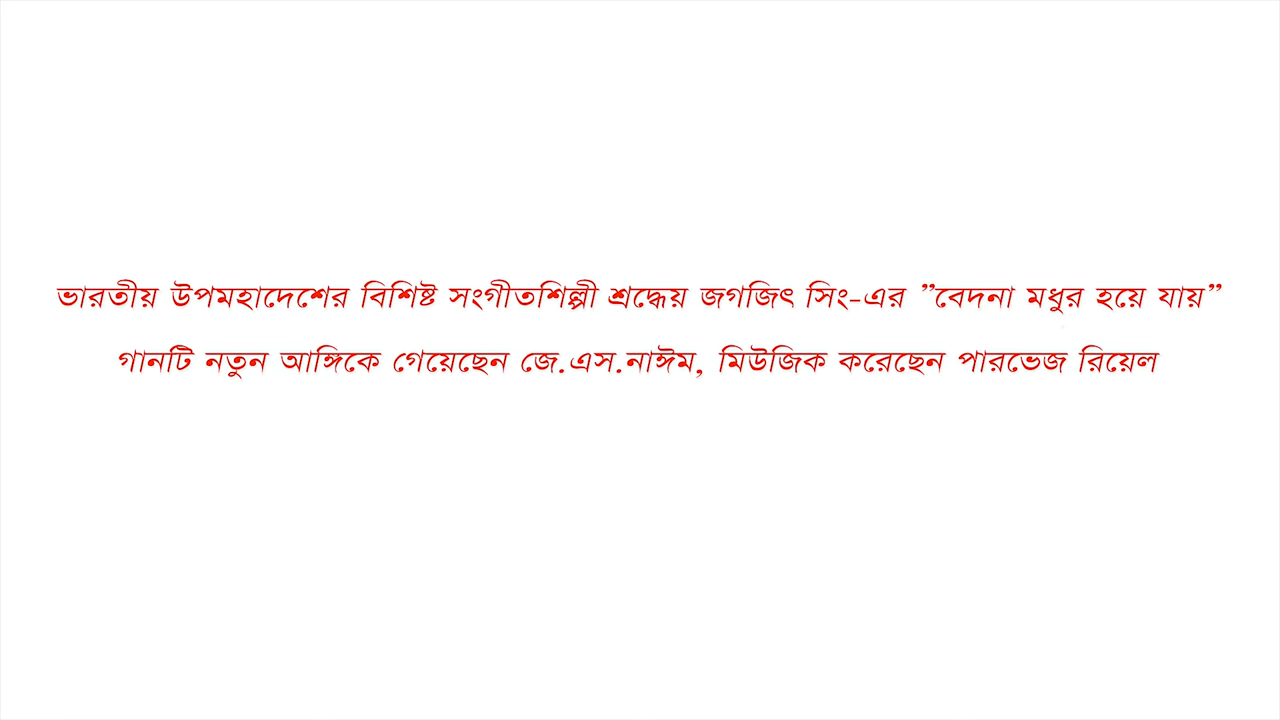 ভারতীয় উপমহাদেশের বিশিষ্ট সংগীতশিল্পী শ্রদ্ধেয় জগজিৎ সিং-এর ”বেদনা মধুর হয়ে যায়”
গানটি নতুন আঙ্গিকে গেয়েছেন জে.এস.নাঈম, মিউজিক করেছেন পারভেজ রিয়েল